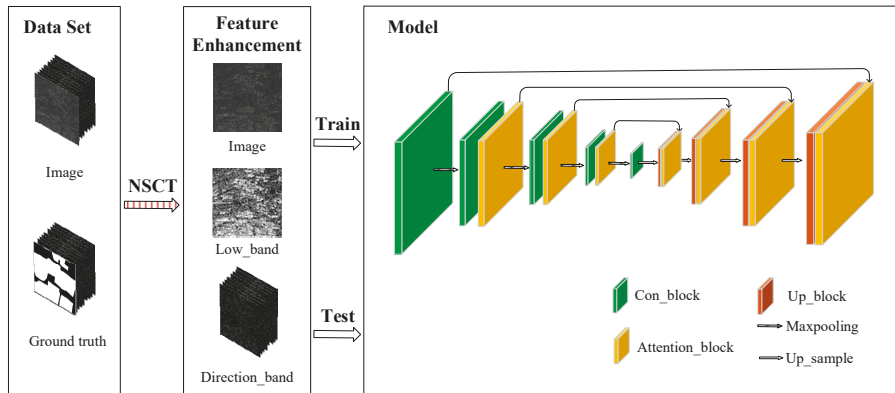 Data Set
Image
Ground truth
NSCT
Feature
Enhancement
Image
Low_band
Direction_band
Train
Test
Model
Con_block
Attention_block
Up_block
Maxpooling
Up_sample